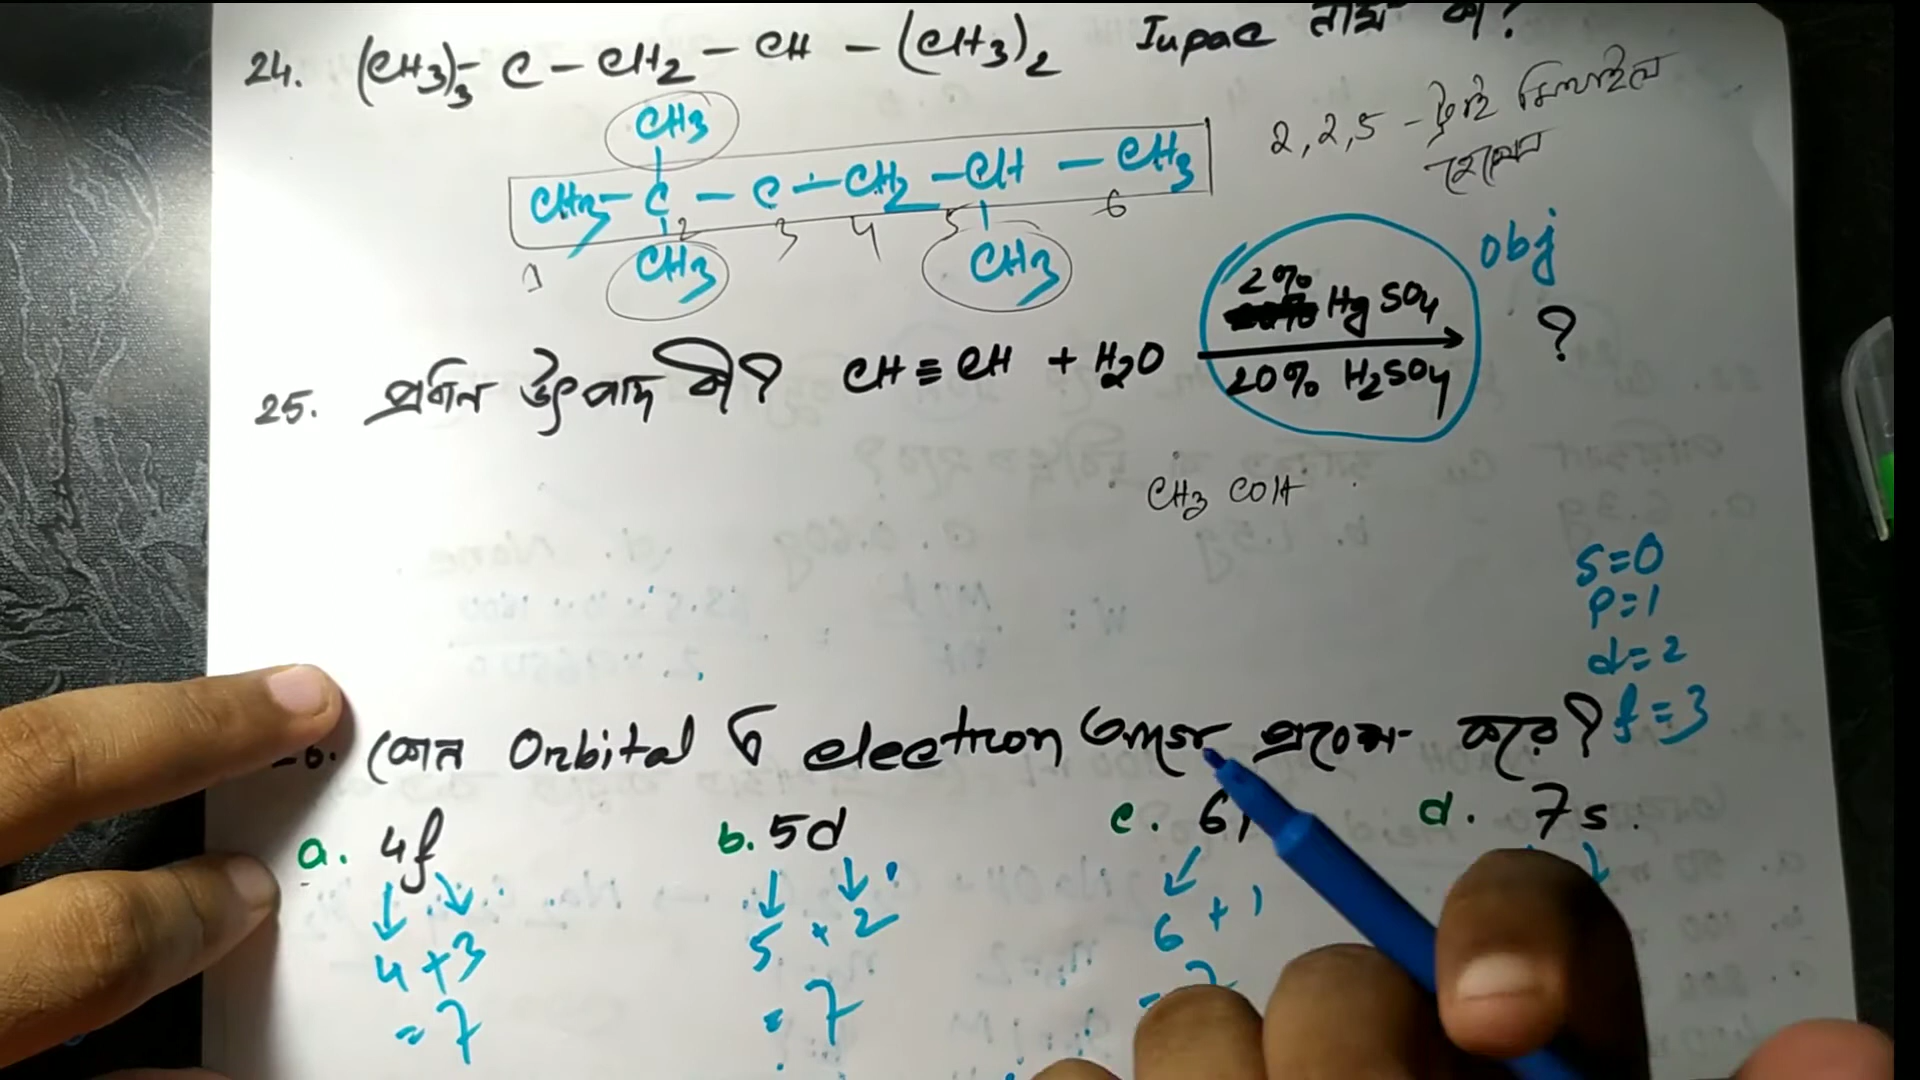 24. (CH3)3 - C - CH2 - CH - (CH3)2 Iupac নাম কী?
CH3
CH3 - C - C - CH2 - CH - CH3
1 2 3 4 5 6
CH3 CH3
2,2,5 - ট্রাই মিথাইল
হেক্সেন
obj
25. প্রধান উৎপাদ কী? CH ≡ CH + H2O 2% HgSO4 20% H2SO4 ?
CH3 COH
s=0
p=1
d=2
f=3
কোন Orbital এ electron আগে প্রবেশ করে?
a. 4f b. 5d c. 6 d. 7s.
4+3 5+2 6+1
=7 =7 =7